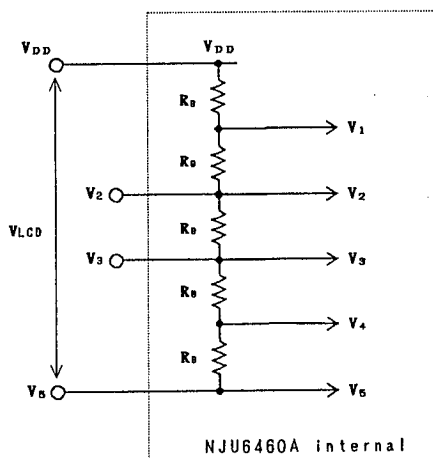 VDD VDD
RB
V1
RB
V2 V2
RB
VLCD
V3 V3
RB
V4
RB
V5 V5
NJU6460A internal